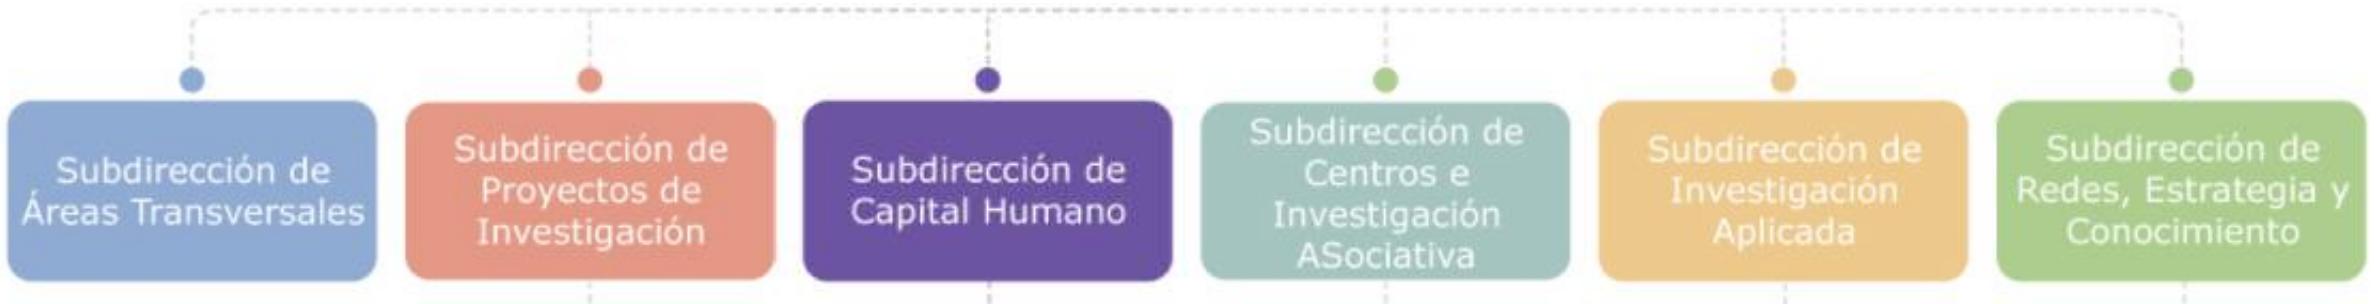 Subdirección de
Áreas Transversales
Subdirección de
Proyectos de
Investigación
Subdirección de
Capital Humano
Subdirección de
Centros e
Investigación
ASociativa
Subdirección de
Investigación
Aplicada
Subdirección de
Redes, Estrategia y
Conocimiento